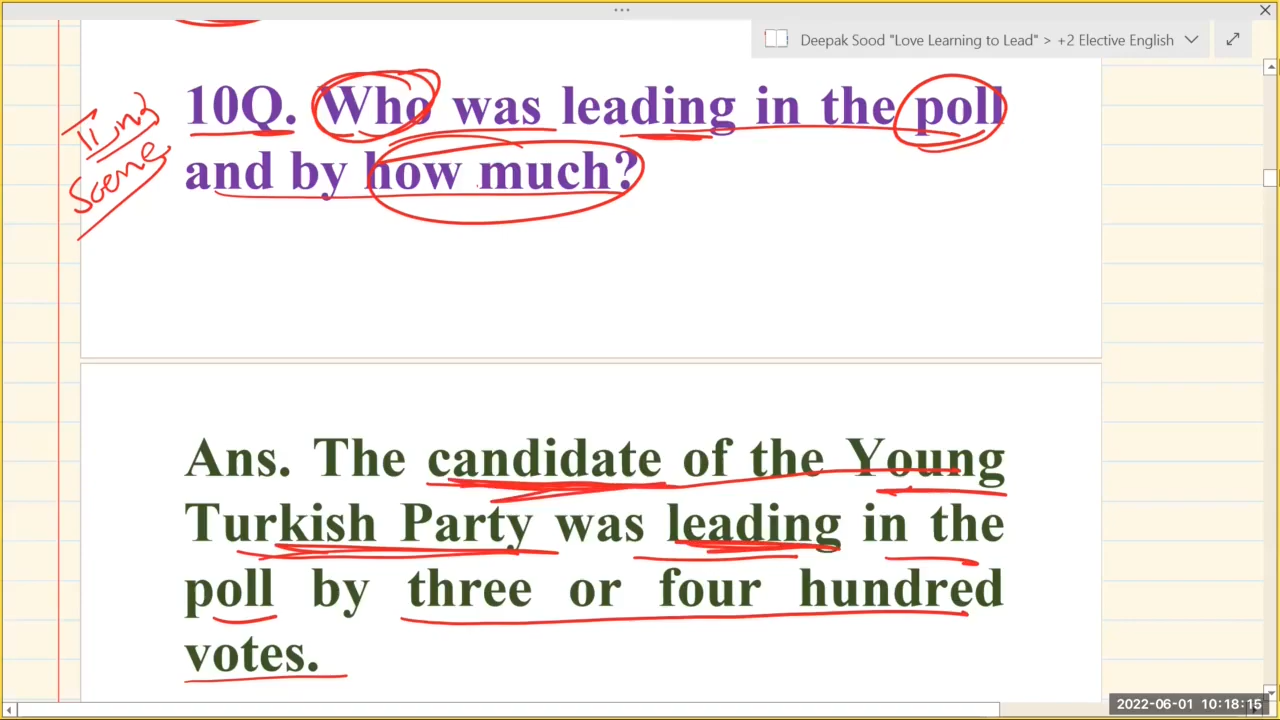 Deepak Sood "Love Learning to Lead" > +2 Elective English
10Q. Who was leading in the poll
and by how much?
IInd
Scene
Ans. The candidate of the Young
Turkish Party was leading in the
poll by three or four hundred
votes.
2022-06-01 10:18:15